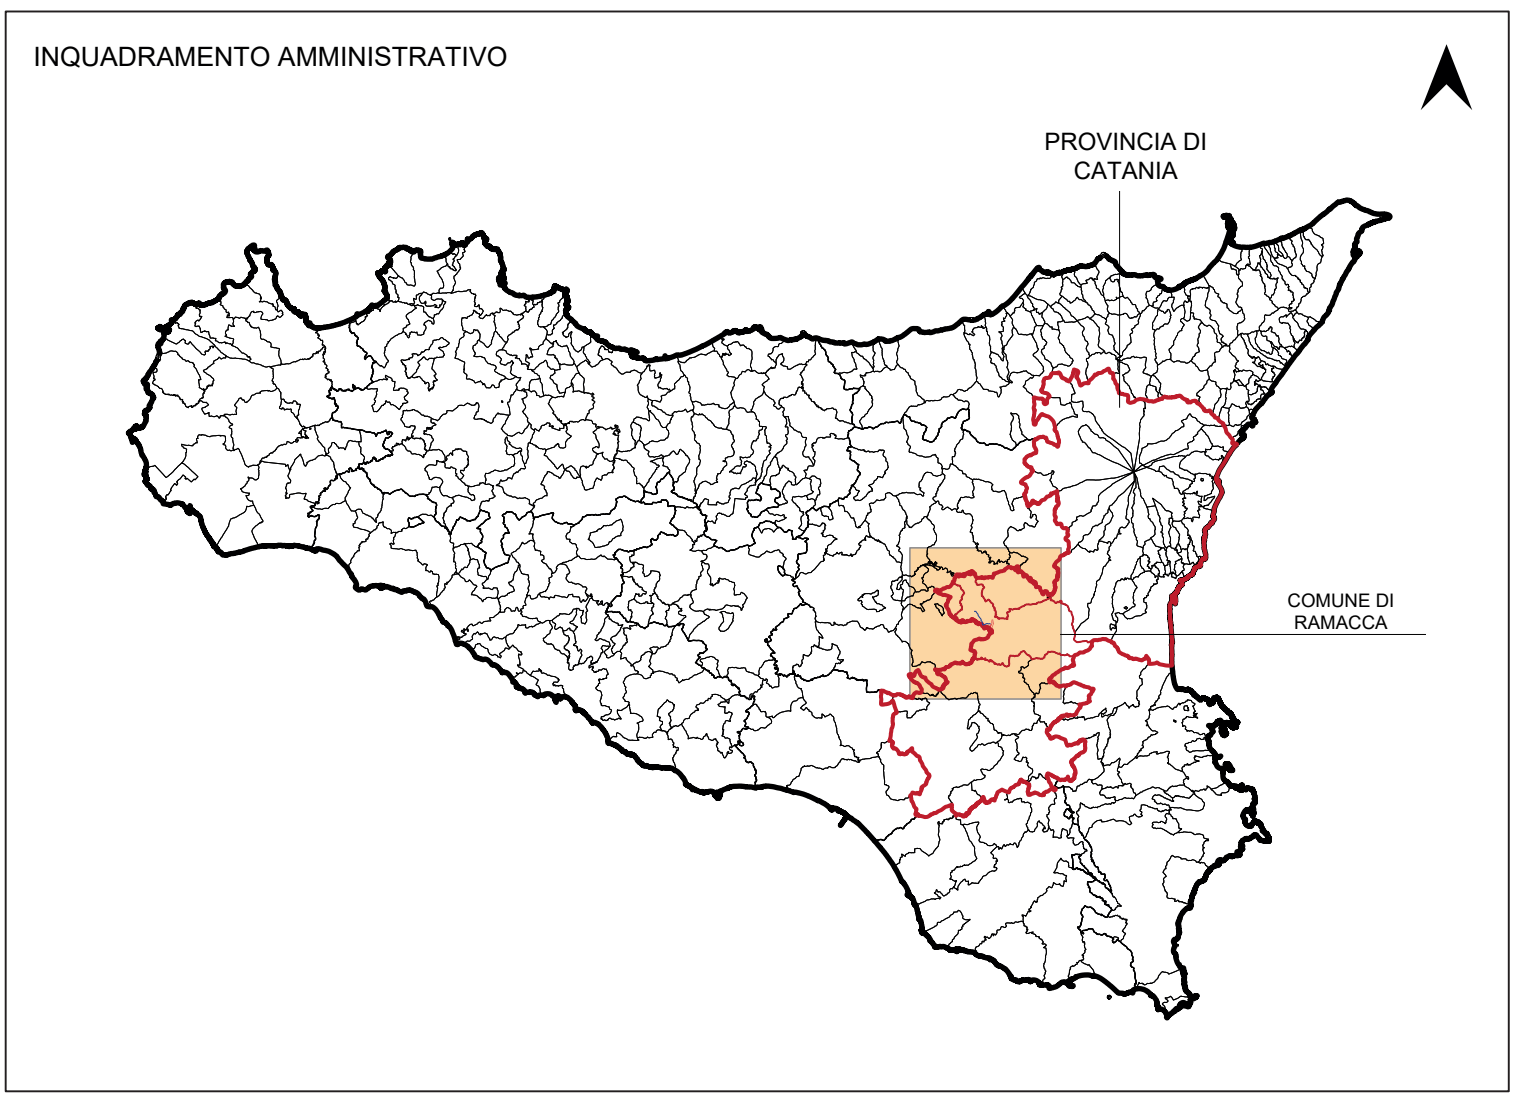 INQUADRAMENTO AMMINISTRATIVO
PROVINCIA DI
CATANIA
COMUNE DI
RAMACCA